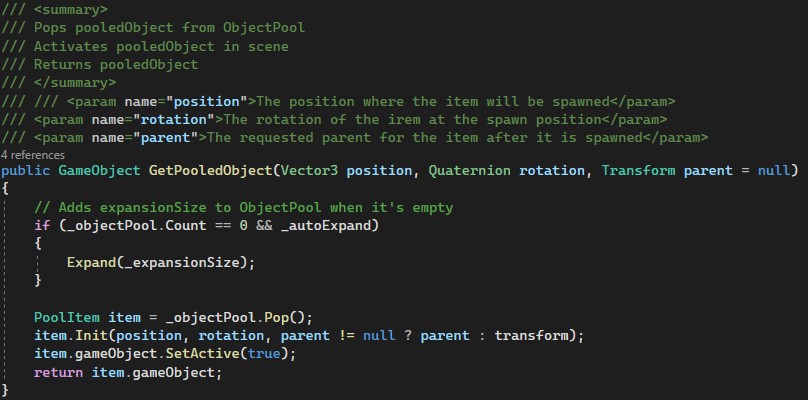 /// <summary>
/// Pops pooledObject from ObjectPool
/// Activates pooledObject in scene
/// Returns pooledObject
/// </summary>
/// /// <param name="position">The position where the item will be spawned</param>
/// <param name="rotation">The rotation of the irem at the spawn position</param>
/// <param name="parent">The requested parent for the item after it is spawned</param>
4 references
public GameObject GetPooledObject(Vector3 position, Quaternion rotation, Transform parent = null)
{
    // Adds expansionSize to ObjectPool when it's empty
    if (_objectPool.Count == 0 && _autoExpand)
    {
        Expand(_expansionSize);
    }

    PoolItem item = _objectPool.Pop();
    item.Init(position, rotation, parent != null ? parent : transform);
    item.gameObject.SetActive(true);
    return item.gameObject;
}